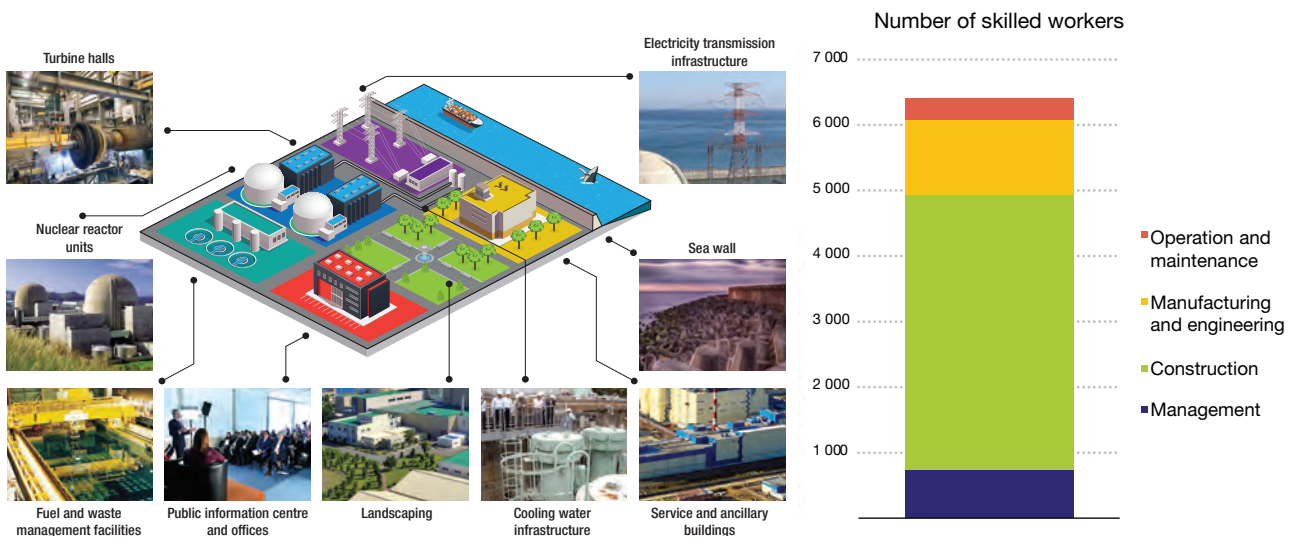 Turbine halls
Electricity transmission
infrastructure
Nuclear reactor
units
Sea wall
Fuel and waste
management facilities
Public information centre
and offices
Landscaping
Cooling water
infrastructure
Service and ancillary
buildings
Number of skilled workers
7 000
6 000
5 000
4 000
3 000
2 000
1 000
Operation and
maintenance
Manufacturing
and engineering
Construction
Management